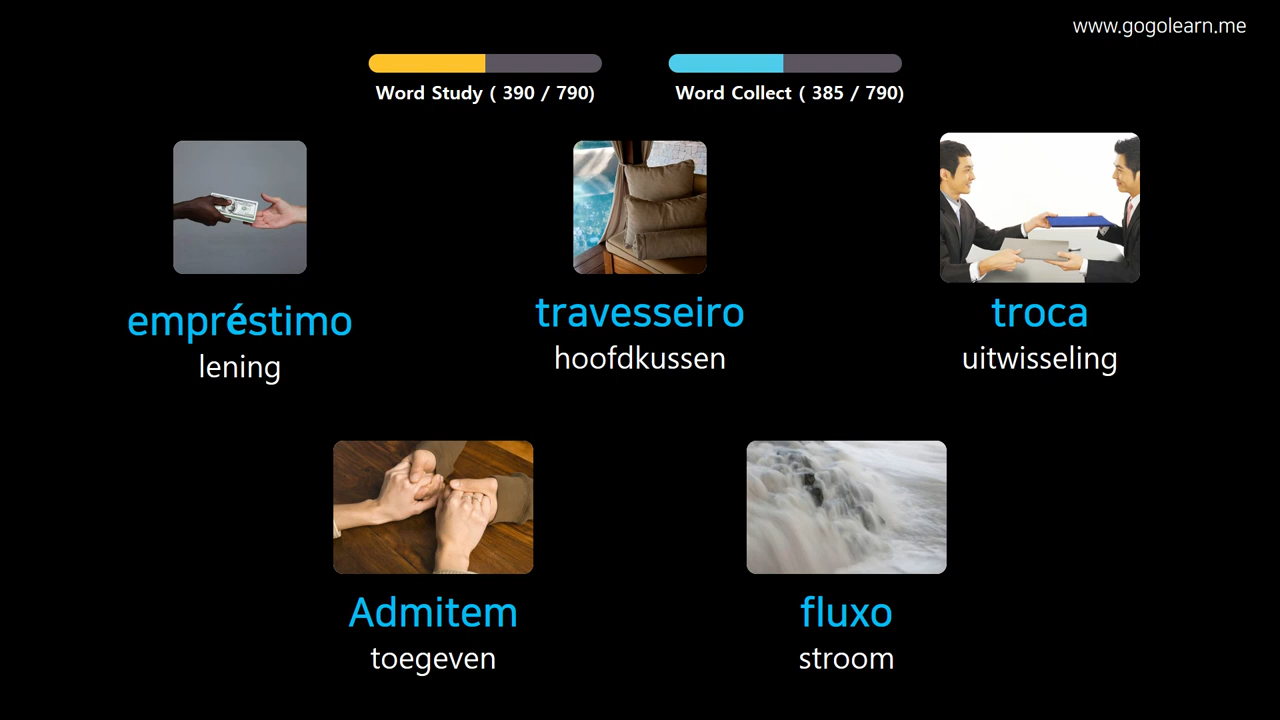 www.gogolearn.me
Word Study ( 390 / 790)
Word Collect ( 385 / 790)
empréstimo
lening
travesseiro
hoofdkussen
troca
uitwisseling
Admitem
toegeven
fluxo
stroom